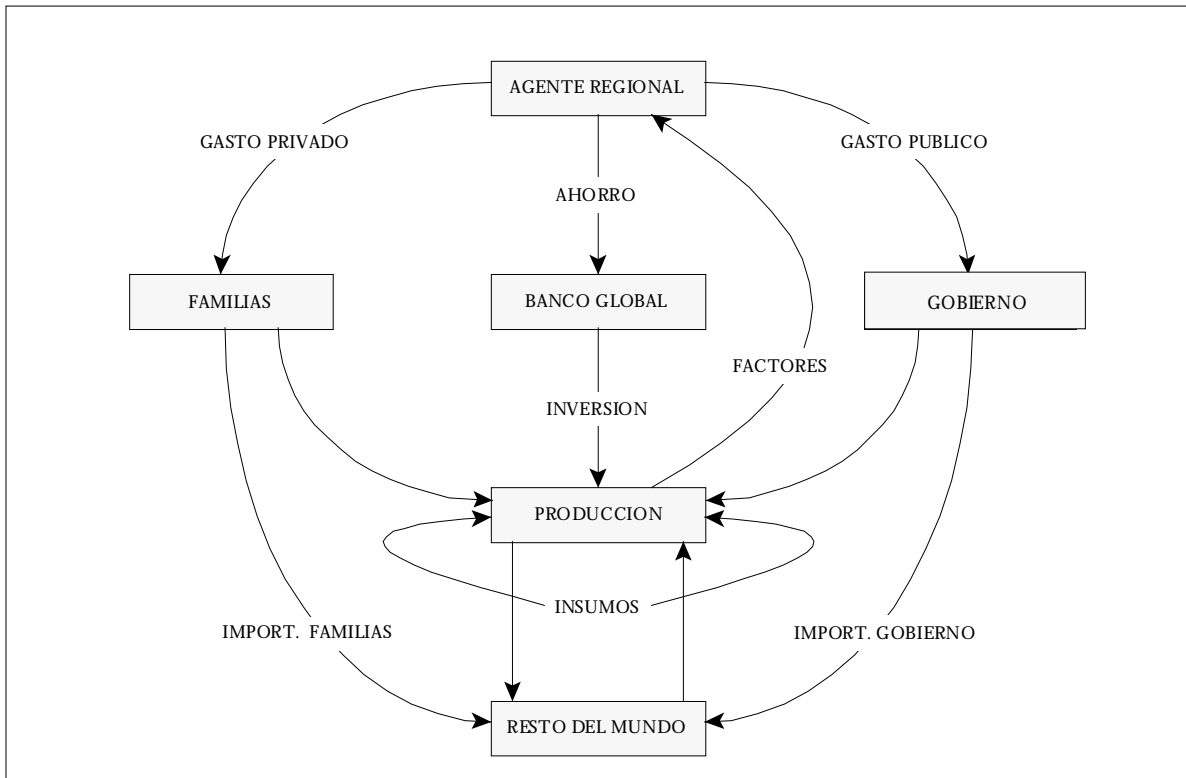 AGENTE REGIONAL
GASTO PRIVADO
GASTO PUBLICO
AHORRO
FAMILIAS
BANCO GLOBAL
GOBIERNO
FACTORES
INVERSION
PRODUCCION
INSUMOS
IMPORT. FAMILIAS
IMPORT. GOBIERNO
RESTO DEL MUNDO